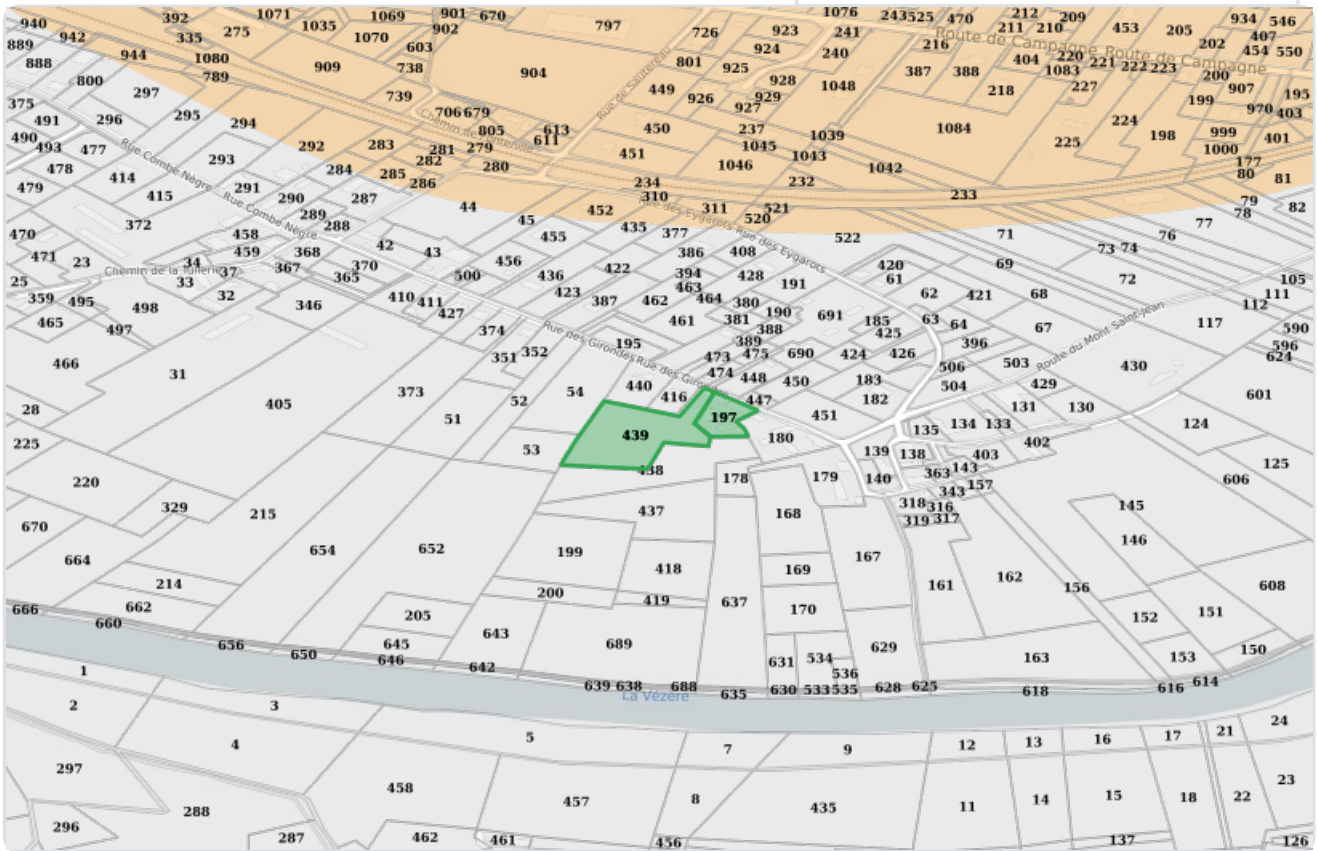 1071 1069 901 670 1076 243 525 470 212 209 934 546
940 392 1035 902 797 726 923 241 211 210 453 205 407
942 335 275 1070 603 924 240 216 Route de Campagne Route de Campagne 202 454 550
889 944 1080 909 738 904 801 925 387 388 404 220 221 222 223 200
888 789 Rue de Sautereau 449 928 1048 218 1083 227 907 195
800 297 739 926 929 927 199 970 403
375 296 295 294 706 679 Chemin de Fontenille 805 613 611 450 237 1039 1084 224 198 999 401
491 490 493 477 292 283 281 279 451 1045 1043 225 1000
478 Rue Combe Nègre 293 284 282 280 1046 1042 177
479 414 291 285 286 234 232 80 81
415 290 287 310 233 79 82
372 289 288 44 45 452 Rue des Eygarots Rue des Eygarots 311 521 520 78 77
470 Rue Combe Nègre 458 455 435 377 522 71 76
471 23 459 368 42 43 456 386 408 73 74
25 Chemin de la Tuilerie 34 37 367 370 365 500 436 422 394 428 420 69 72 105
359 495 33 32 346 410 411 423 387 463 462 464 191 61 62 421 68 111
465 498 497 427 461 380 381 190 691 185 63 64 67 112 117 590
374 Rue des Girondes 195 388 389 425 396 Route du Mont Saint-Jean 596
466 31 351 352 473 475 690 424 426 506 503 430 624
405 373 54 440 474 448 450 183 504 429 601
28 51 52 416 447 451 182 131 130 124
225 439 197 180 135 134 133
53 438 139 138 402
220 178 179 140 363 403 143 606 125
329 215 437 168 343 157 145
670 654 652 199 318 316 319 317 146
664 418 169 167 161 162 156 608
214 200 419 637 170 152 151
666 662 205
660 656 645 643 689 629 163 150
650 646 642 631 534 536 153
1 639 638 688 635 630 533 535 628 625 618 616 614
La Vézère
2 3 5 21 24
4 7 9 12 13 16 17
297 458 457 8 435 11 14 15 18 22 23
288
296 287 462 461 456 137 126